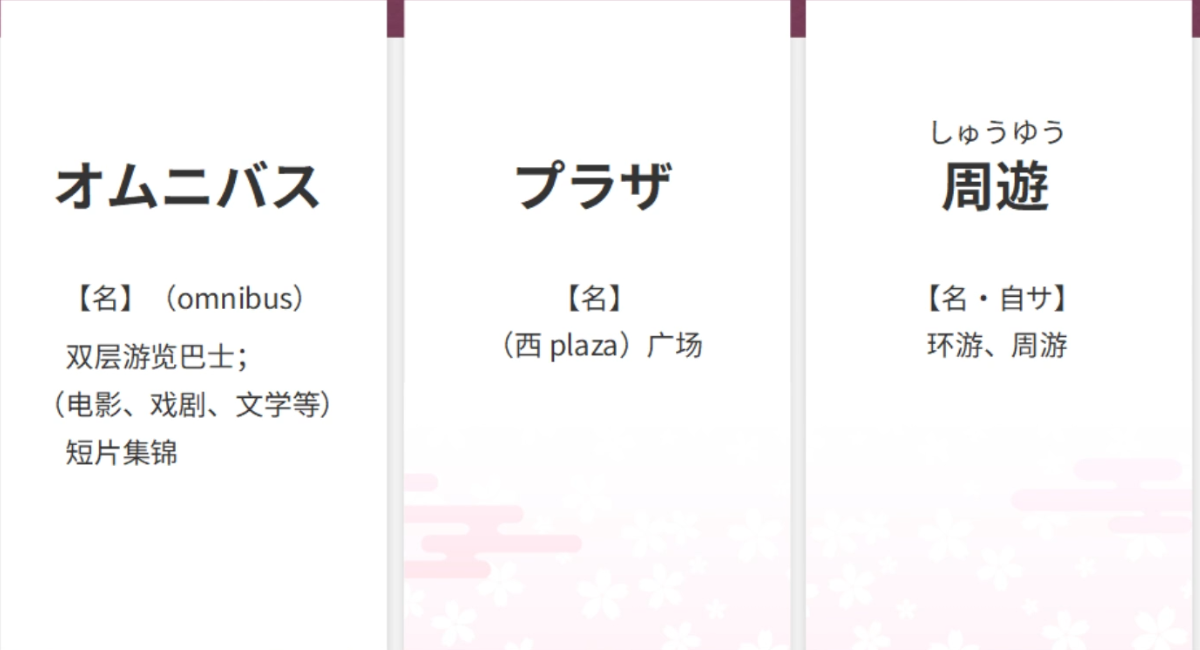 オムニバス
【名】（omnibus）
双层游览巴士；
（电影、戏剧、文学等）
短片集锦
プラザ
【名】
（西 plaza）广场
しゅうゆう
周遊
【名・自サ】
环游、周游